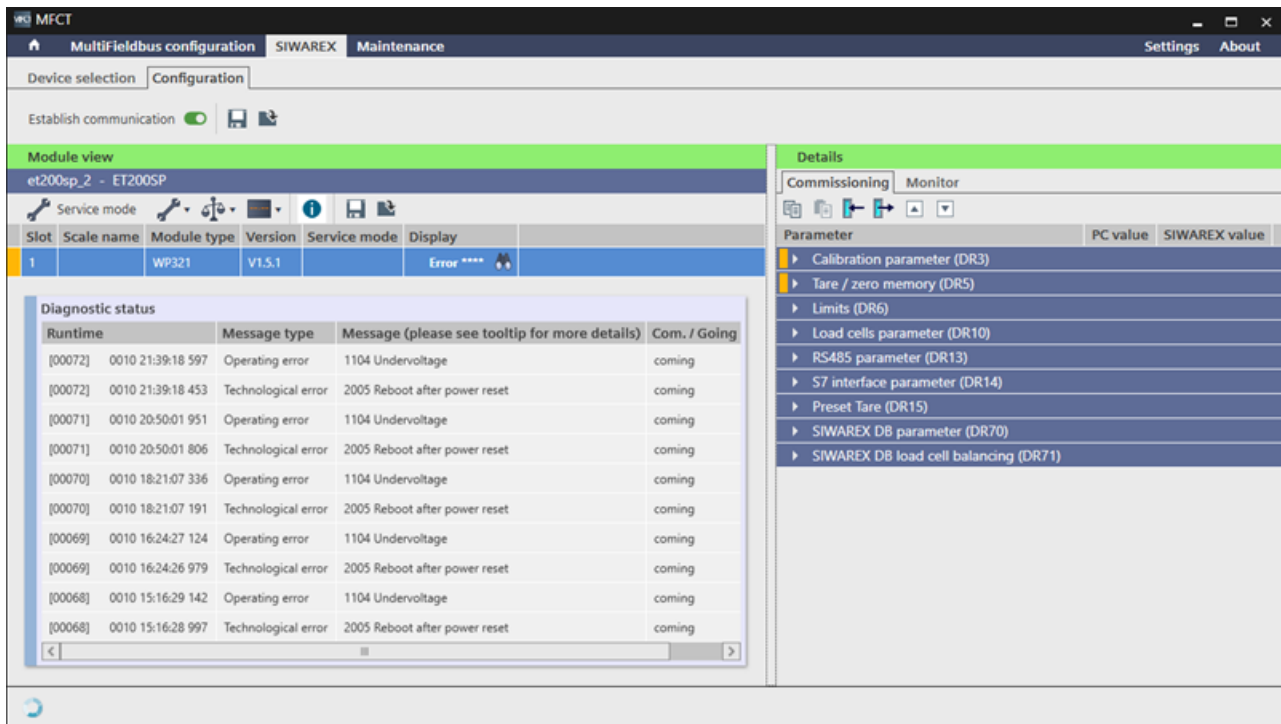 MFCT
MultiFieldbus configuration SIWAREX Maintenance Settings About
Device selection Configuration
Establish communication
Module view
et200sp_2 - ET200SP
Service mode
Slot Scale name Module type Version Service mode Display
1 WP321 V1.5.1 Error ****
Diagnostic status
Runtime Message type Message (please see tooltip for more details) Com. / Going
[00072] 0010 21:39:18 597 Operating error 1104 Undervoltage coming
[00072] 0010 21:39:18 453 Technological error 2005 Reboot after power reset coming
[00071] 0010 20:50:01 951 Operating error 1104 Undervoltage coming
[00071] 0010 20:50:01 806 Technological error 2005 Reboot after power reset coming
[00070] 0010 18:21:07 336 Operating error 1104 Undervoltage coming
[00070] 0010 18:21:07 191 Technological error 2005 Reboot after power reset coming
[00069] 0010 16:24:27 124 Operating error 1104 Undervoltage coming
[00069] 0010 16:24:26 979 Technological error 2005 Reboot after power reset coming
[00068] 0010 15:16:29 142 Operating error 1104 Undervoltage coming
[00068] 0010 15:16:28 997 Technological error 2005 Reboot after power reset coming
Details
Commissioning Monitor
Parameter PC value SIWAREX value
Calibration parameter (DR3)
Tare / zero memory (DR5)
Limits (DR6)
Load cells parameter (DR10)
RS485 parameter (DR13)
S7 interface parameter (DR14)
Preset Tare (DR15)
SIWAREX DB parameter (DR70)
SIWAREX DB load cell balancing (DR71)